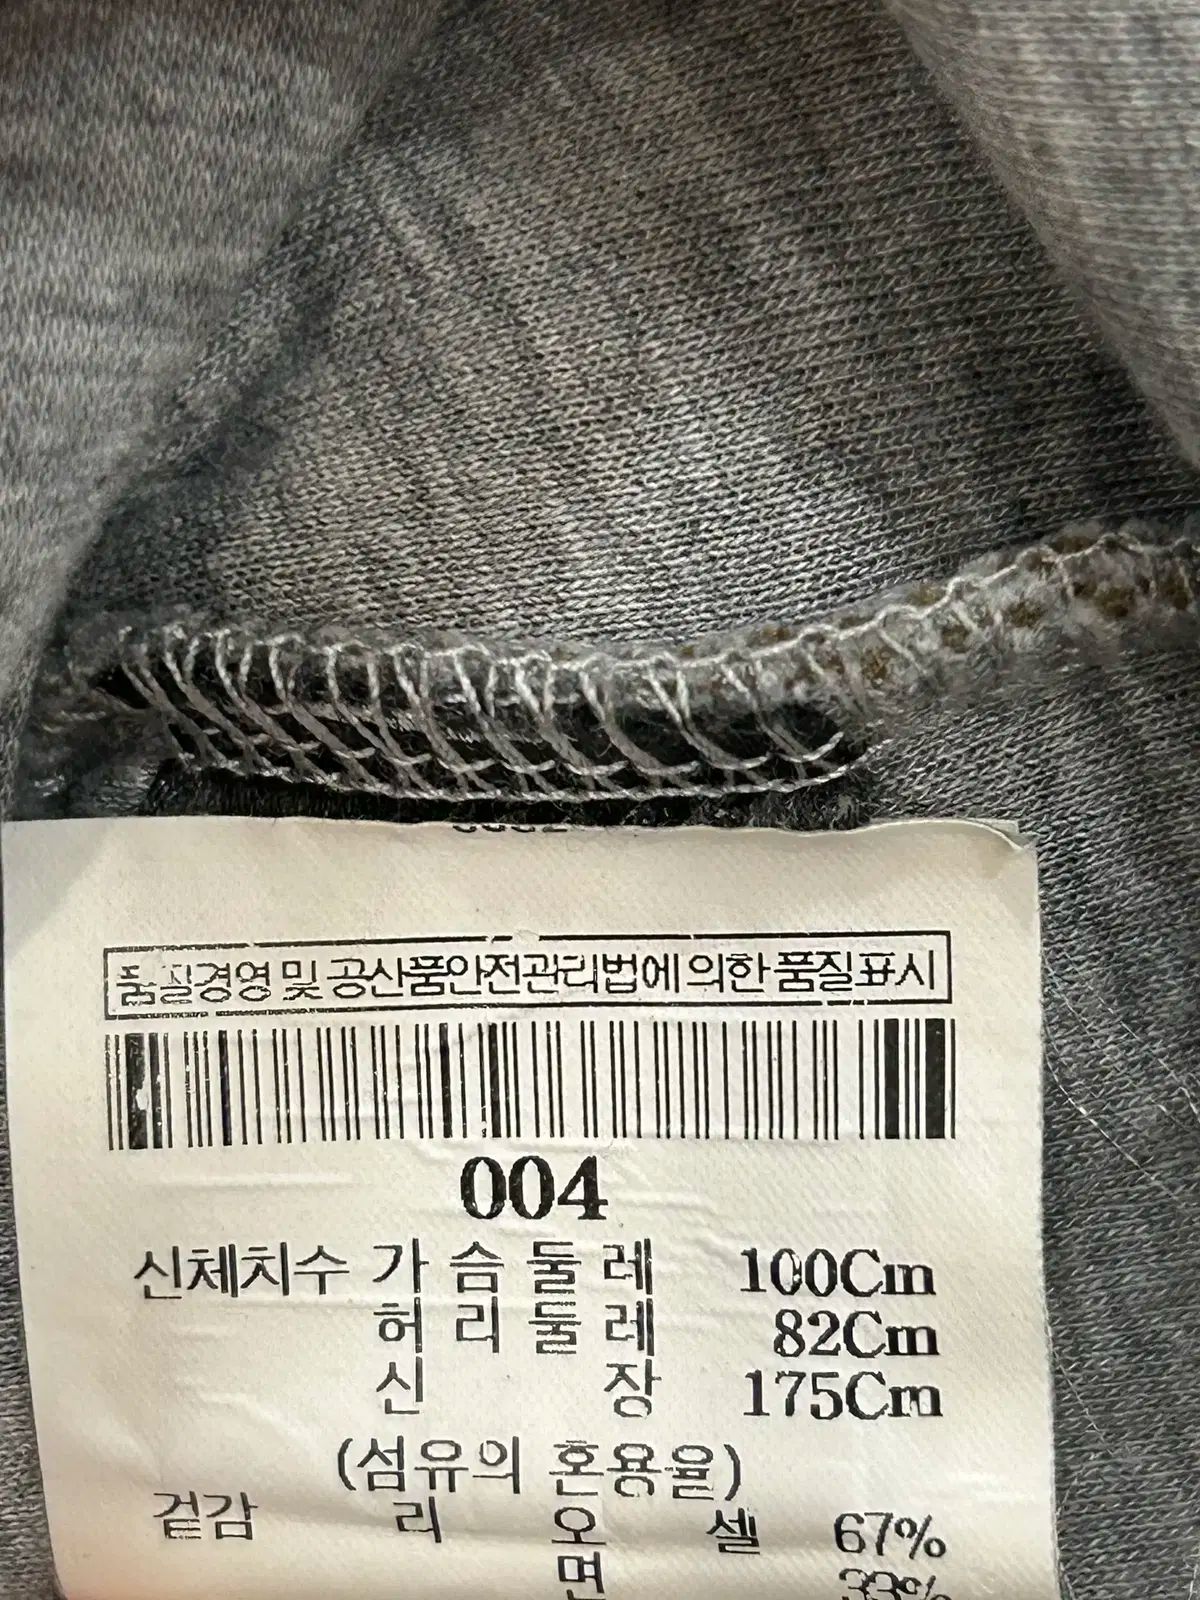 품질경영 및 공산품안전관리법에 의한 품질표시
004
신체치수 가슴둘레 100Cm
허리둘레 82Cm
신장 175Cm
(섬유의 혼용율)
겉감 리오셀 67%
면 33%